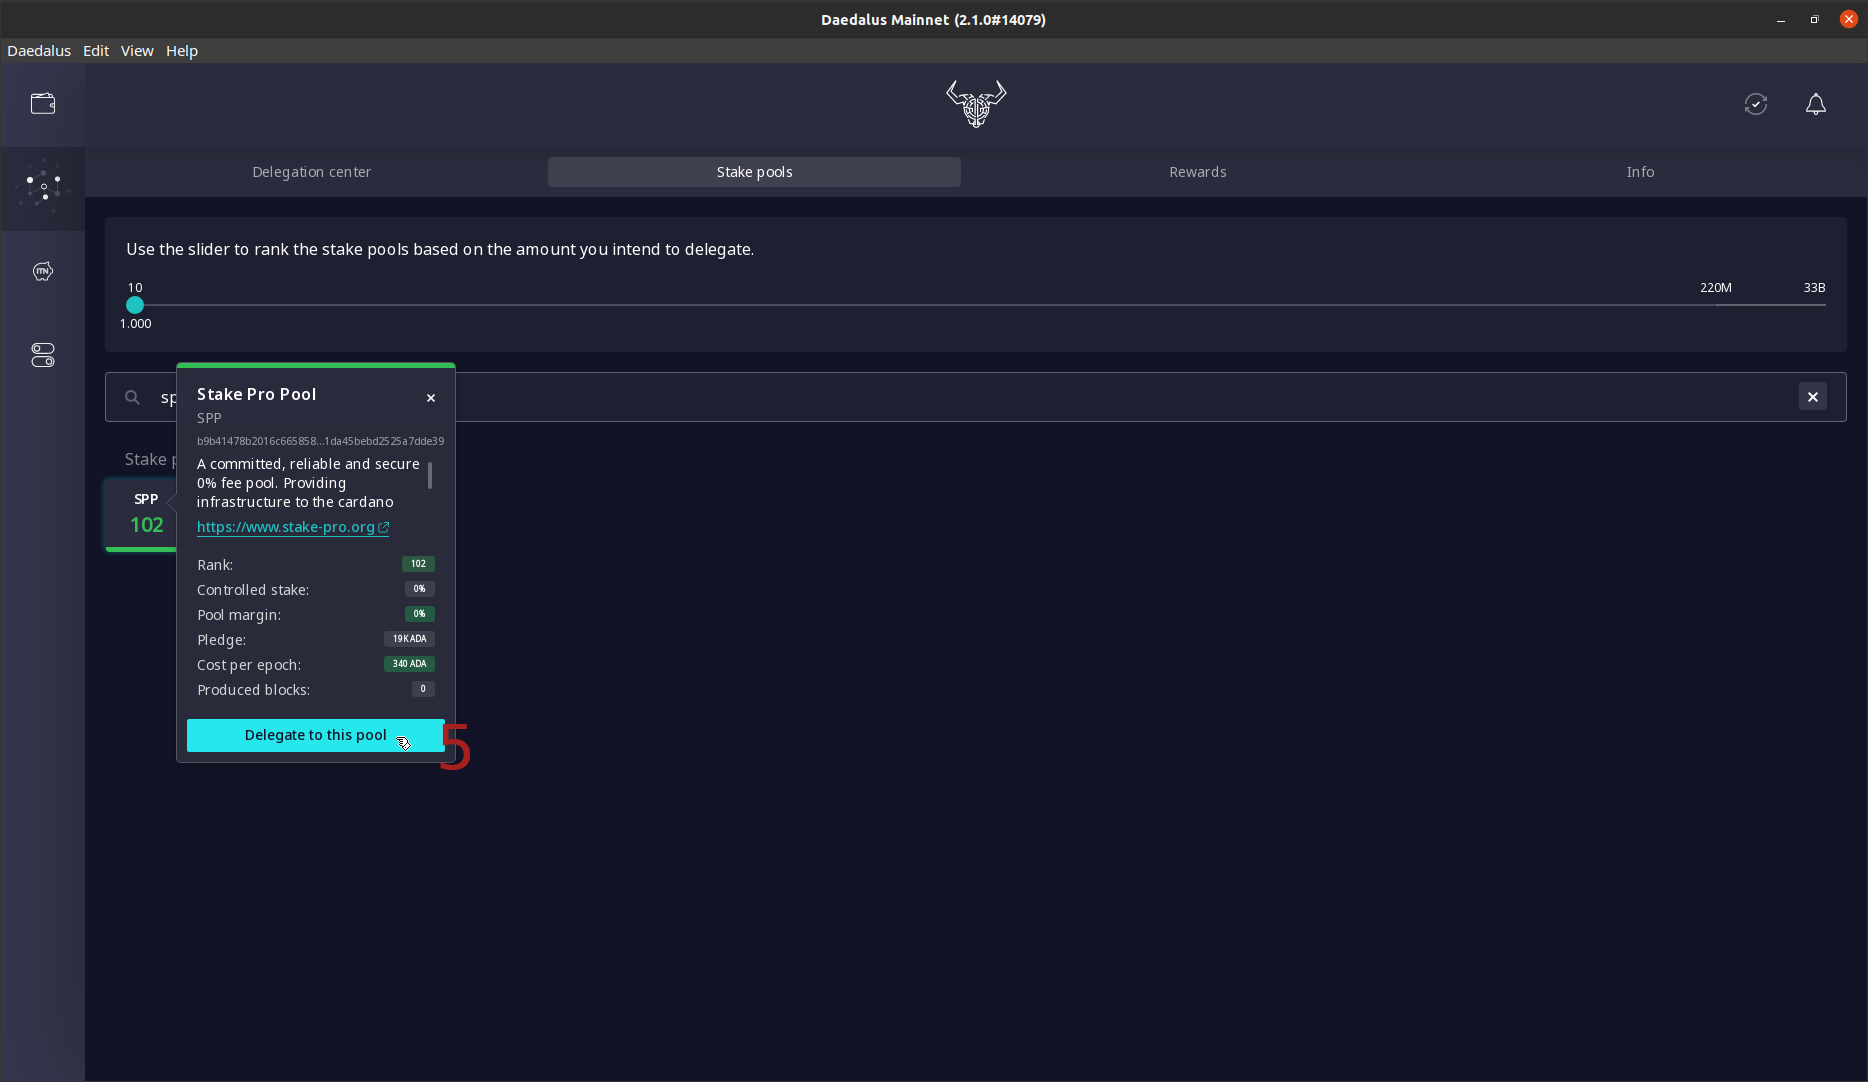 Daedalus Mainnet (2.1.0#14079)
Daedalus Edit View Help
Delegation center Stake pools Rewards Info
ITN
Use the slider to rank the stake pools based on the amount you intend to delegate.
10 220M 33B
1.000
sp
Stake Pro Pool
SPP
b9b41478b2016c665858...1da45bebd2525a7dde39
A committed, reliable and secure
0% fee pool. Providing
infrastructure to the cardano
https://www.stake-pro.org
Stake p
SPP
102
Rank: 102
Controlled stake: 0%
Pool margin: 0%
Pledge: 19K ADA
Cost per epoch: 340 ADA
Produced blocks: 0
Delegate to this pool
5